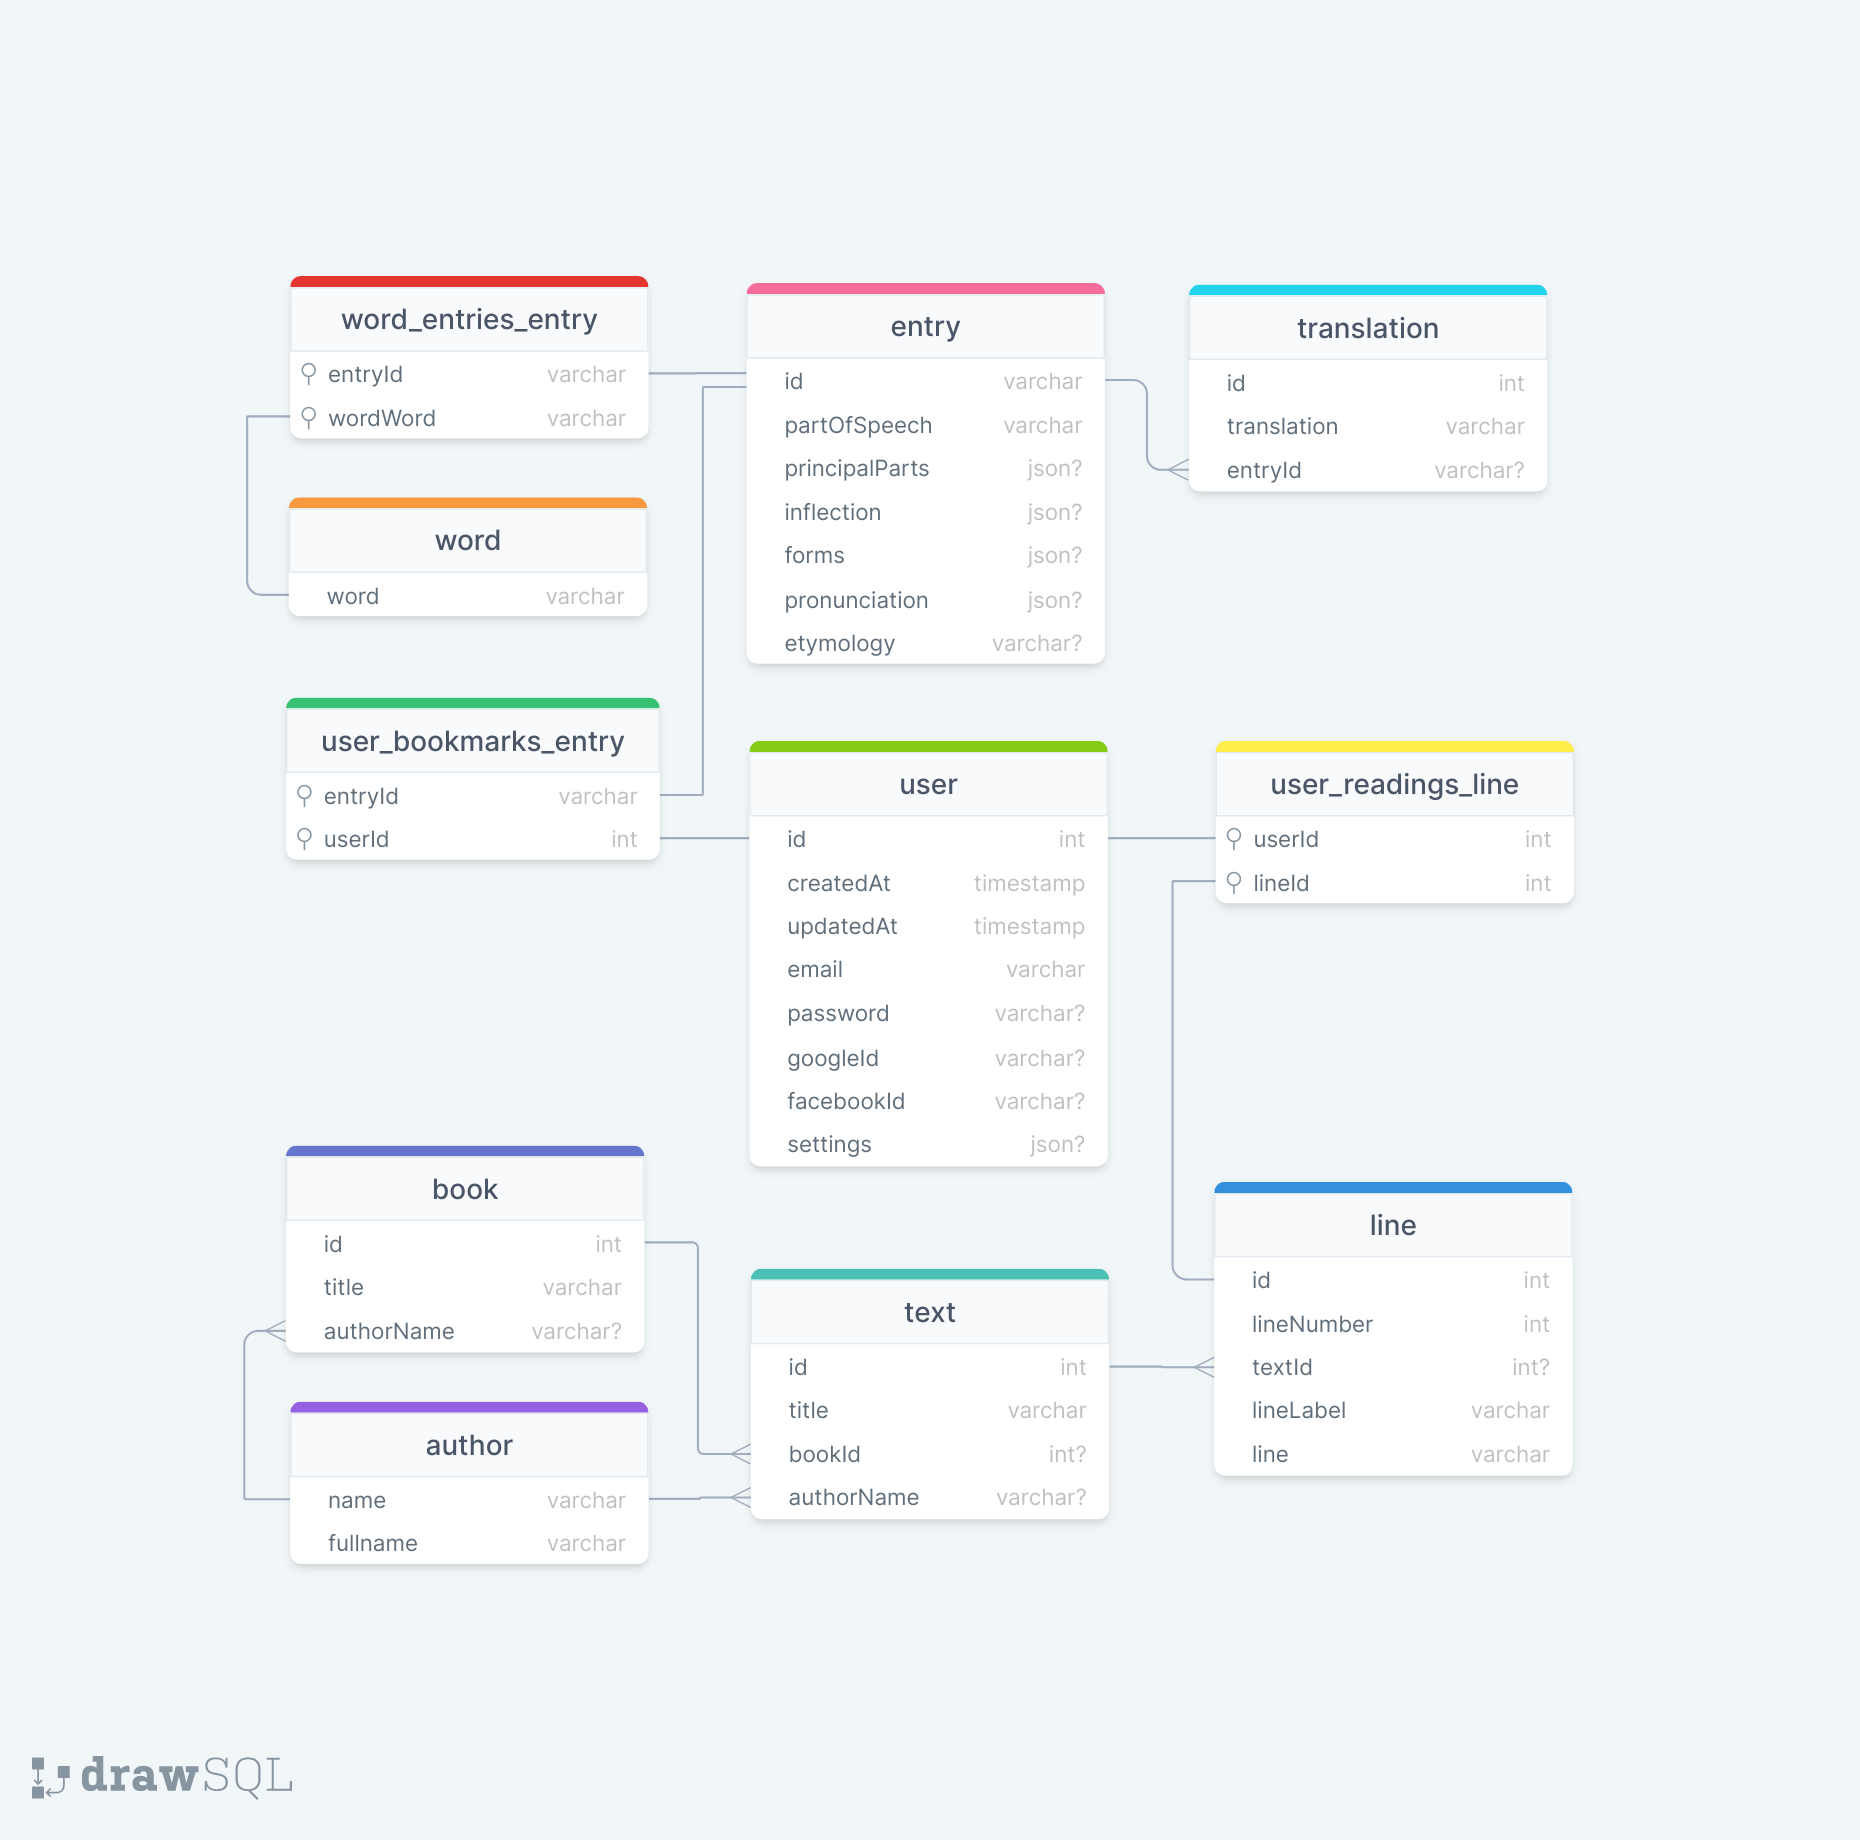 word_entries_entry
entryId varchar
wordWord varchar
entry
id varchar
partOfSpeech varchar
principalParts json?
inflection json?
forms json?
pronunciation json?
etymology varchar?
translation
id int
translation varchar
entryId varchar?
word
word varchar
user_bookmarks_entry
entryId varchar
userId int
user
id int
createdAt timestamp
updatedAt timestamp
email varchar
password varchar?
googleId varchar?
facebookId varchar?
settings json?
user_readings_line
userId int
lineId int
book
id int
title varchar
authorName varchar?
author
name varchar
fullname varchar
text
id int
title varchar
bookId int?
authorName varchar?
line
id int
lineNumber int
textId int?
lineLabel varchar
line varchar
drawSQL